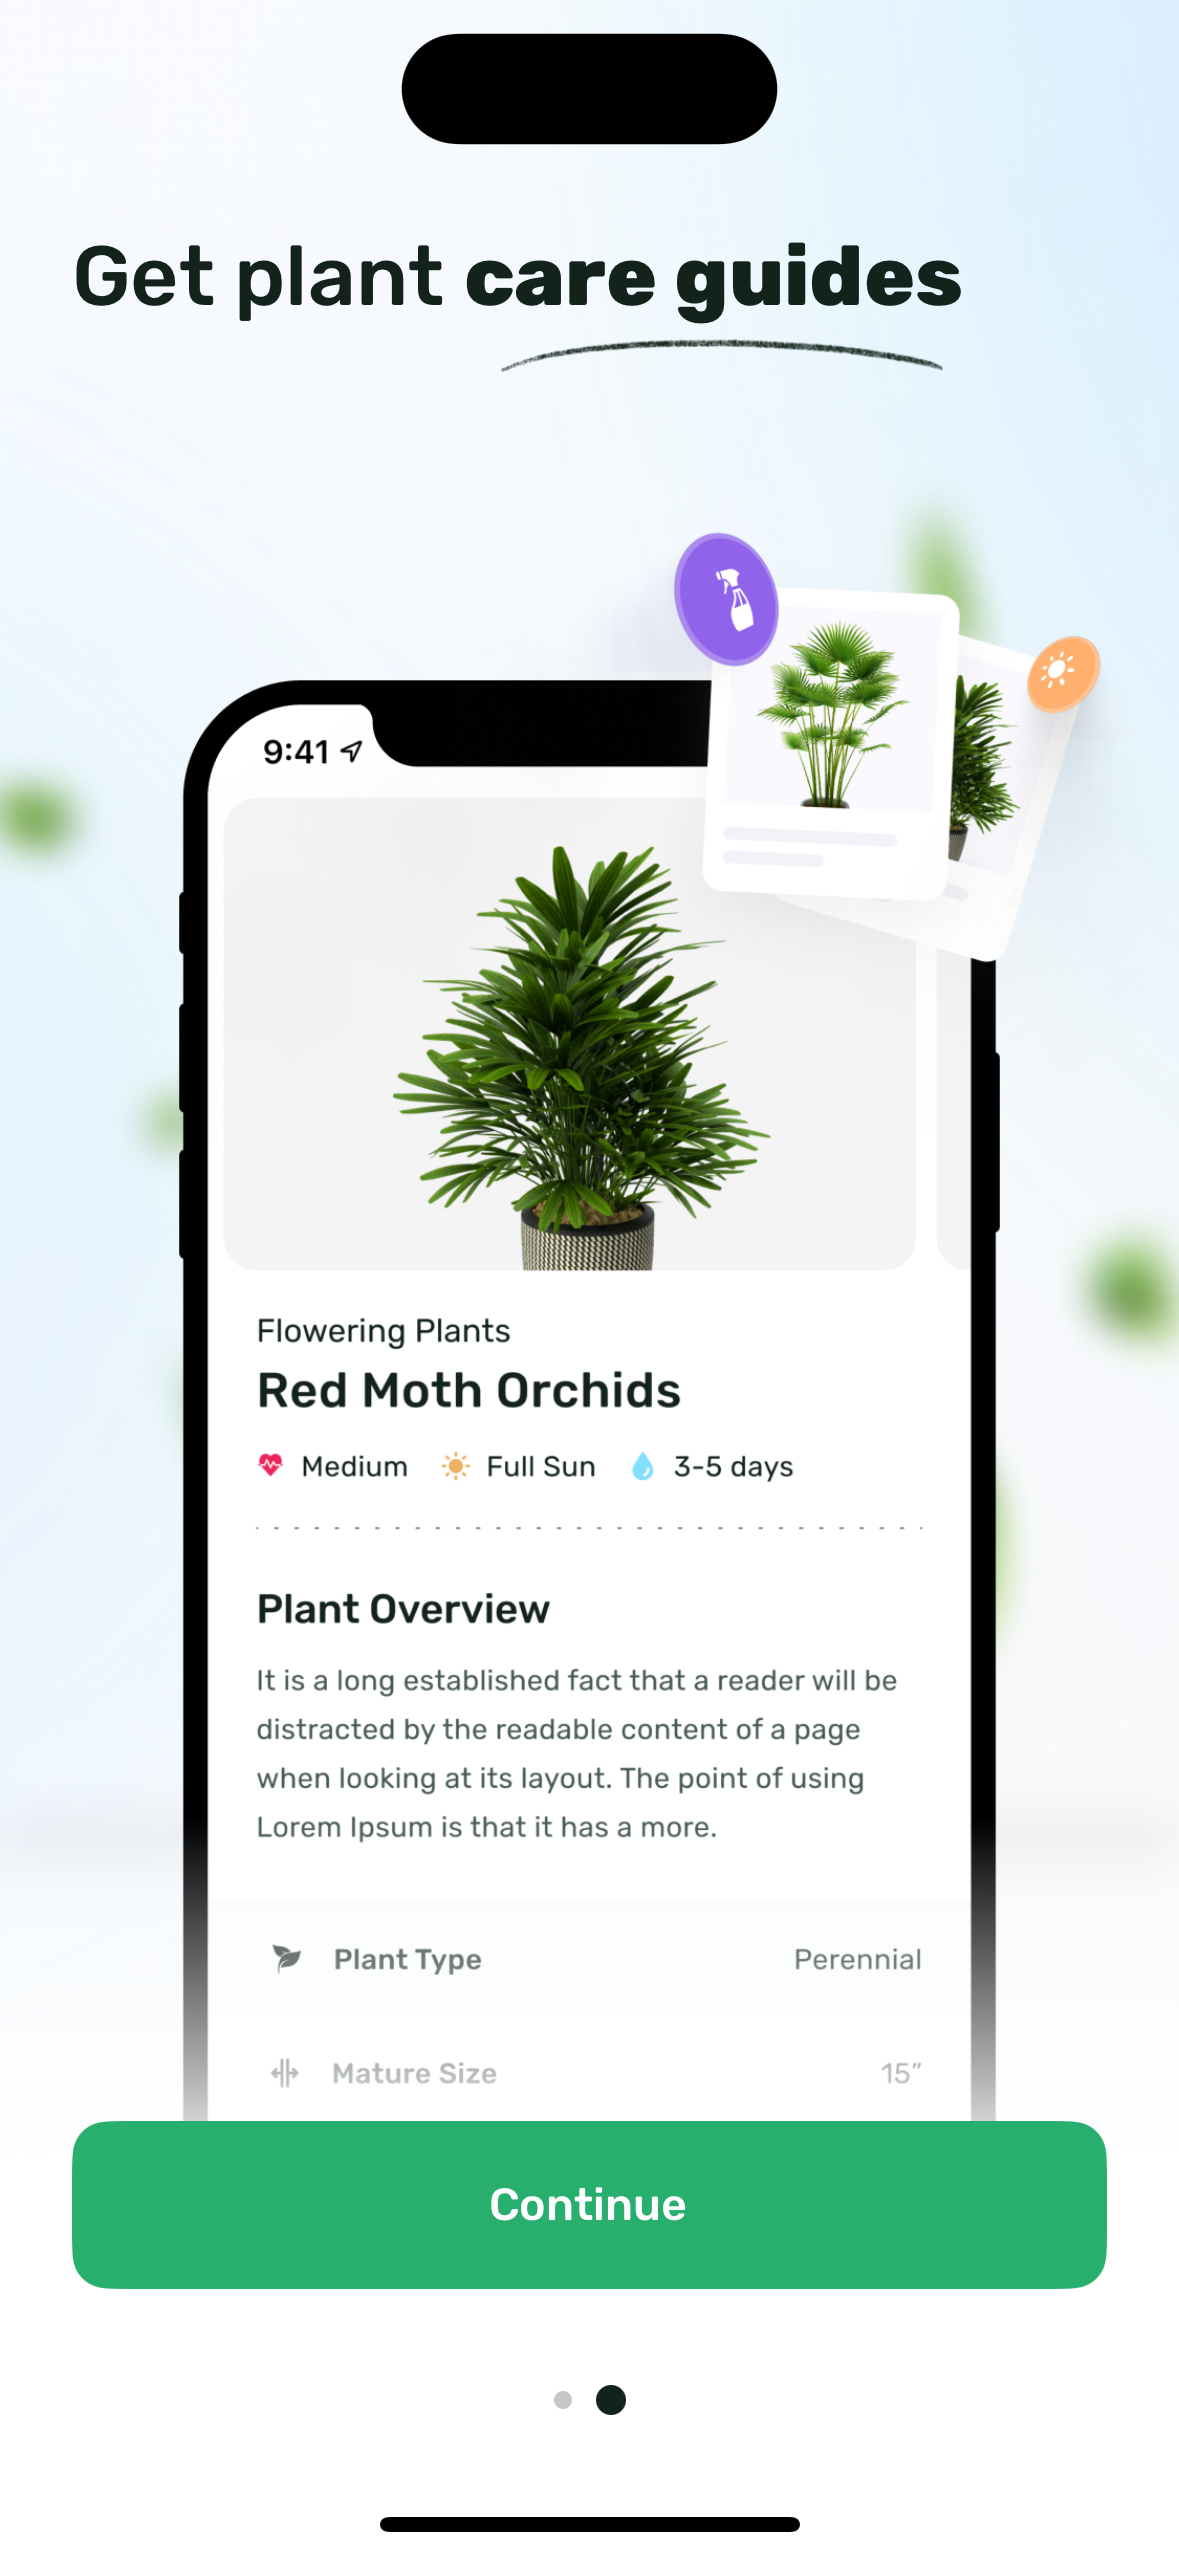 Get plant care guides
9:41
Flowering Plants
Red Moth Orchids
Medium Full Sun 3-5 days
Plant Overview
It is a long established fact that a reader will be
distracted by the readable content of a page
when looking at its layout. The point of using
Lorem Ipsum is that it has a more.
Plant Type Perennial
Mature Size 15”
Continue